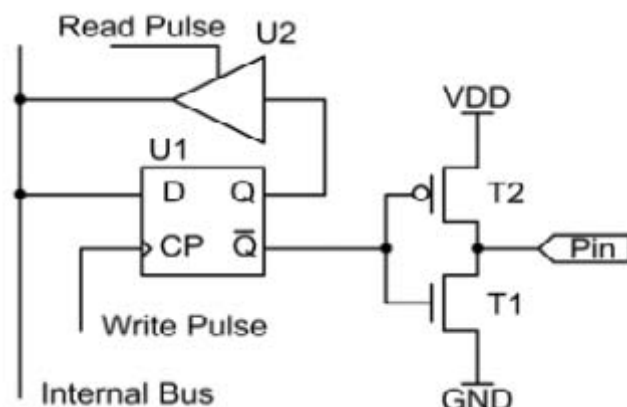 Read Pulse
U2
VDD
U1
D Q
T2
CP Q̅
Pin
T1
Write Pulse
Internal Bus
GND